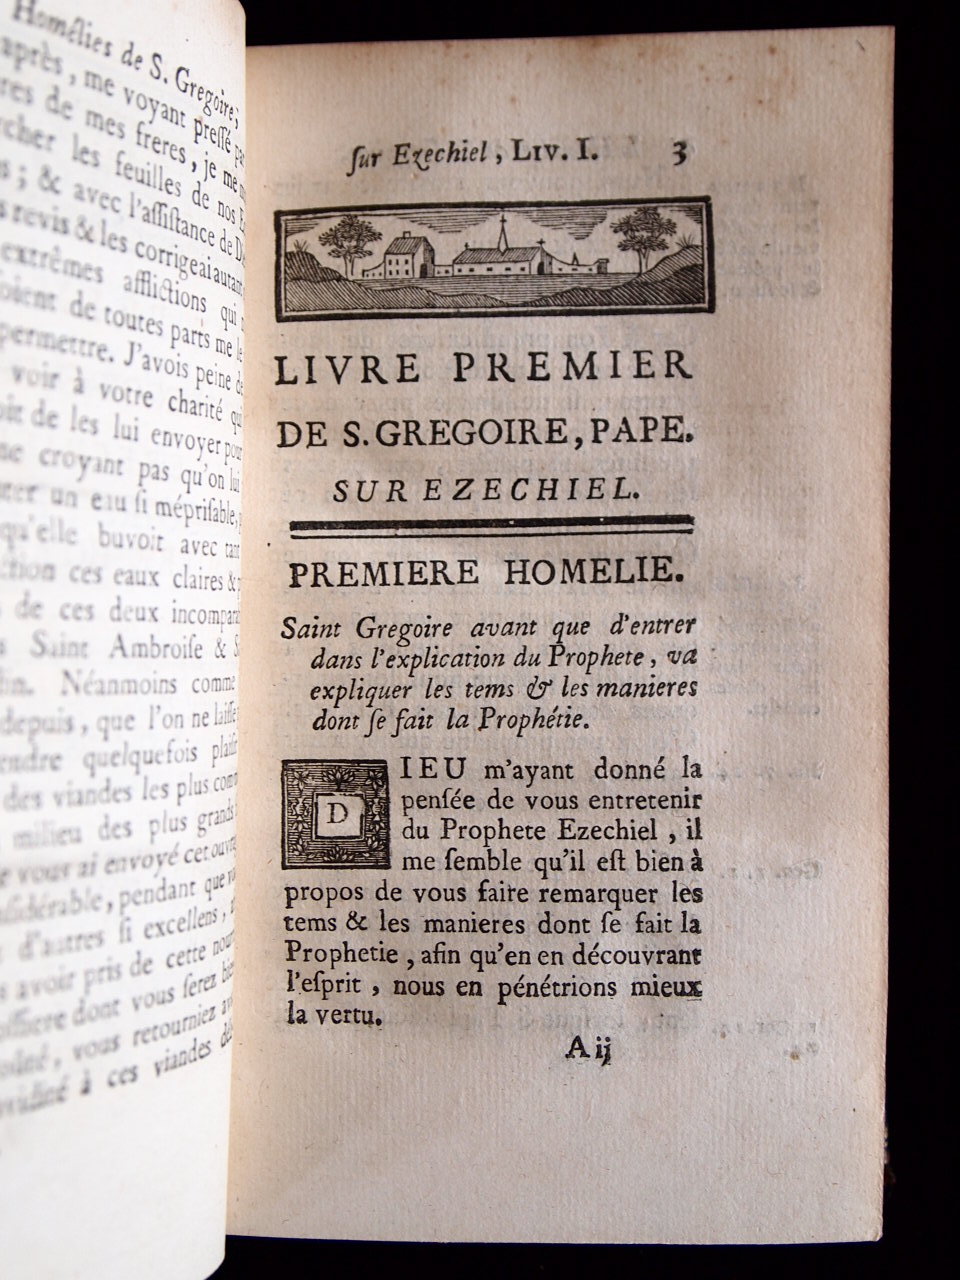 Homélies de S. Gregoire,
après, me voyant preſſé
de mes freres, je me
les feuilles de nos
; & avec l'aſſiſtance de
revis & les corrigeai autant
extrêmes afflictions qui
de toutes parts me
permettre. J'avois peine
voir à votre charité
de les lui envoyer pour
croyant pas qu'on lui
un eau ſi mépriſable,
qu'elle buvoit avec tant
ces eaux claires &
de ces deux
Saint Ambroiſe &
Néanmoins comme
depuis, que l'on ne laiſſe
quelquefois
des viandes les plus
milieu des plus grands
vous ai envoyé cet
pendant que
d'autres ſi excellens,
avoir pris de cette
dont vous ſerez bien
vous retourniez
à ces viandes
ſur Ezechiel, LIV. I. 3
LIVRE PREMIER
DE S. GREGOIRE, PAPE.
SUR EZECHIEL.
PREMIERE HOMELIE.
Saint Gregoire avant que d'entrer
dans l'explication du Prophete, va
expliquer les tems & les manieres
dont ſe fait la Prophétie.
DIEU m'ayant donné la
penſée de vous entretenir
du Prophete Ezechiel, il
me ſemble qu'il eſt bien à
propos de vous faire remarquer les
tems & les manieres dont ſe fait la
Prophetie, afin qu'en en découvrant
l'eſprit, nous en pénétrions mieux
la vertu.
A ij